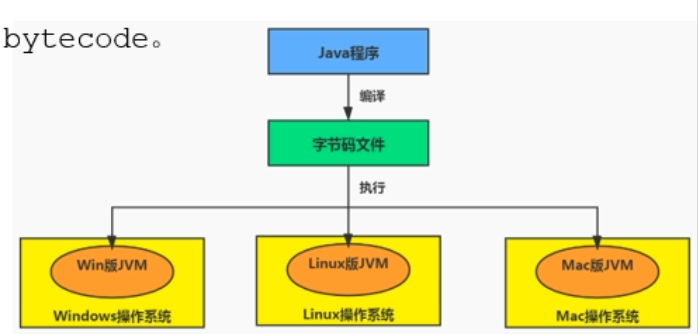 bytecode。
Java程序
编译
字节码文件
执行
Win版JVM
Linux版JVM
Mac版JVM
Windows操作系统
Linux操作系统
Mac操作系统